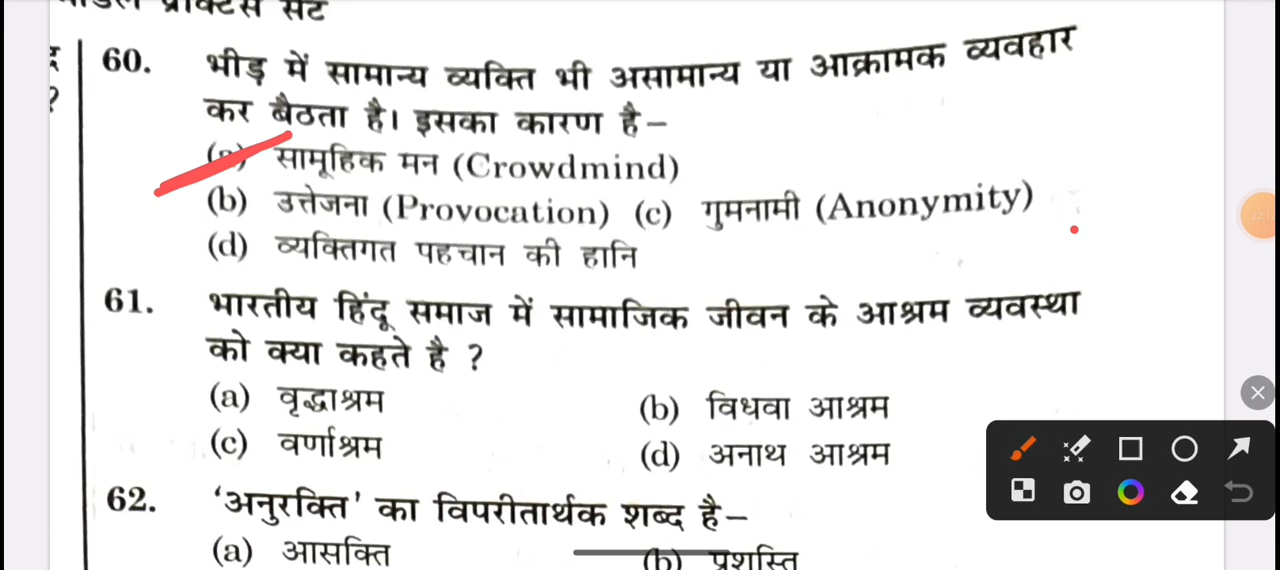 मॉडल प्रैक्टिस सेट
60. भीड़ में सामान्य व्यक्ति भी असामान्य या आक्रामक व्यवहार
कर बैठता है। इसका कारण है–
(a) सामूहिक मन (Crowdmind)
(b) उत्तेजना (Provocation) (c) गुमनामी (Anonymity)
(d) व्यक्तिगत पहचान की हानि
61. भारतीय हिंदू समाज में सामाजिक जीवन के आश्रम व्यवस्था
को क्या कहते है ?
(a) वृद्धाश्रम (b) विधवा आश्रम
(c) वर्णाश्रम (d) अनाथ आश्रम
62. ‘अनुरक्ति’ का विपरीतार्थक शब्द है–
(a) आसक्ति (b) प्रशस्ति